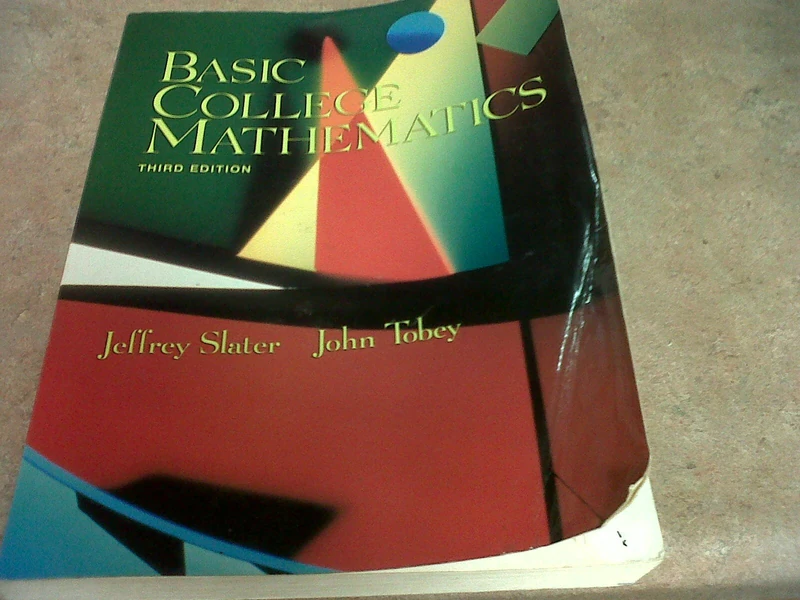 BASIC
COLLEGE
MATHEMATICS
THIRD EDITION
Jeffrey Slater John Tobey